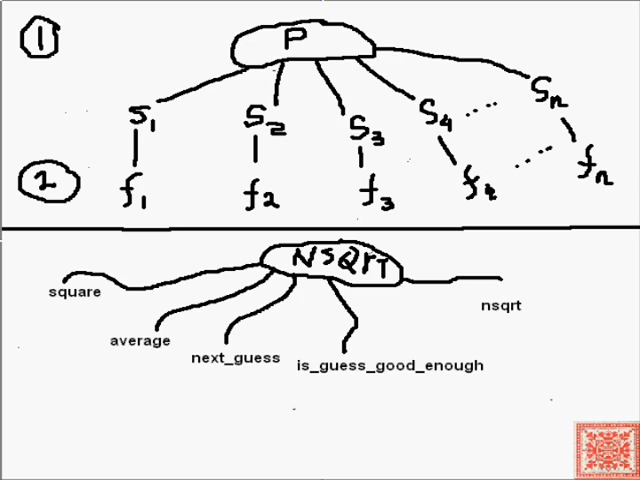 1
P
S1 S2 S3 S4 Sn
2
f1 f2 f3 f4 fn
NSQrT
square
average
next_guess
is_guess_good_enough
nsqrt